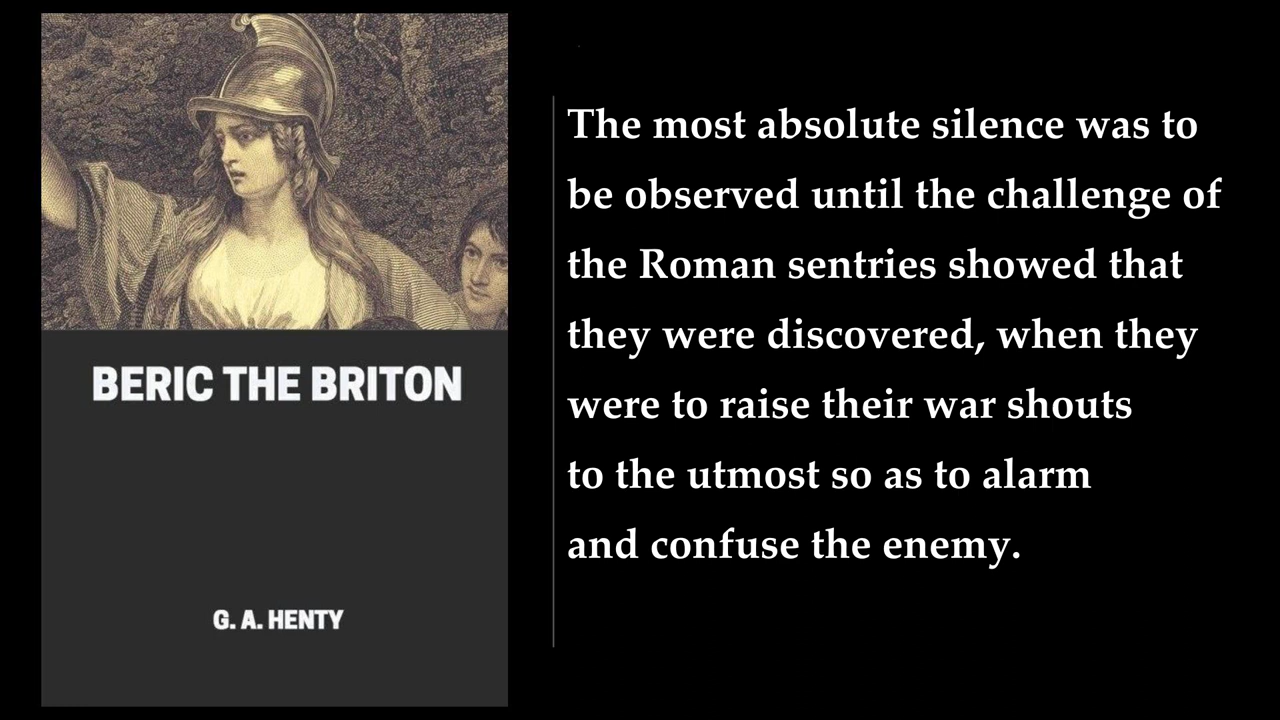 BERIC THE BRITON
G. A. HENTY
The most absolute silence was to
be observed until the challenge of
the Roman sentries showed that
they were discovered, when they
were to raise their war shouts
to the utmost so as to alarm
and confuse the enemy.